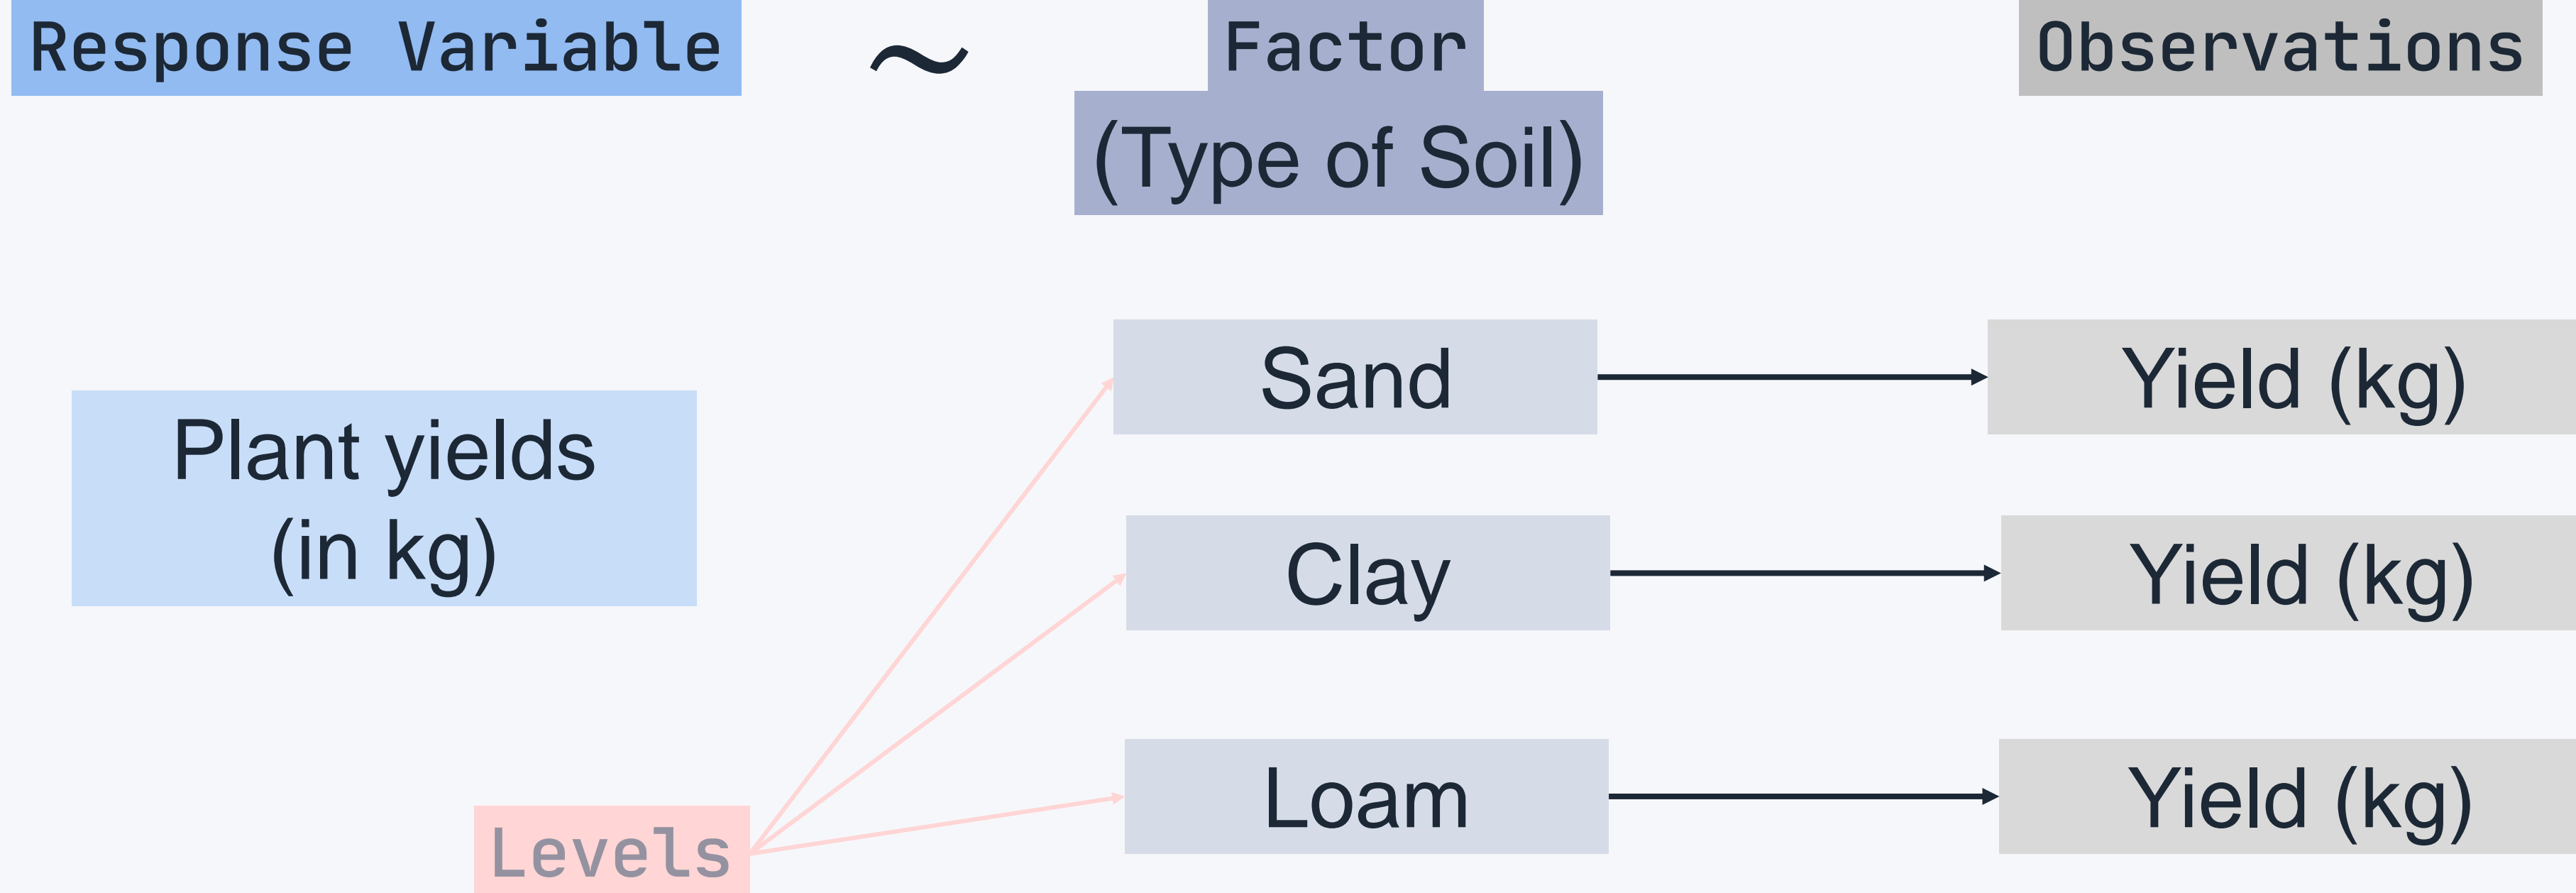 Response Variable ~ Factor Observations
(Type of Soil)
Sand Yield (kg)
Plant yields
(in kg)
Clay Yield (kg)
Loam Yield (kg)
Levels